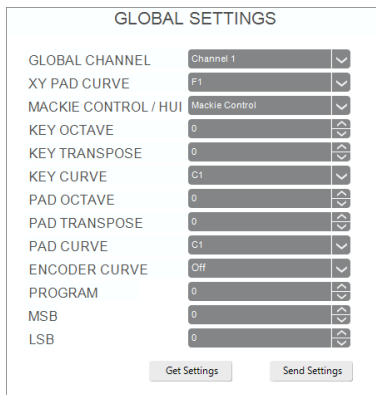 GLOBAL SETTINGS
GLOBAL CHANNEL Channel 1
XY PAD CURVE F1
MACKIE CONTROL / HUI Mackie Control
KEY OCTAVE 0
KEY TRANSPOSE 0
KEY CURVE C1
PAD OCTAVE 0
PAD TRANSPOSE 0
PAD CURVE C1
ENCODER CURVE Off
PROGRAM 0
MSB 0
LSB 0
Get Settings Send Settings